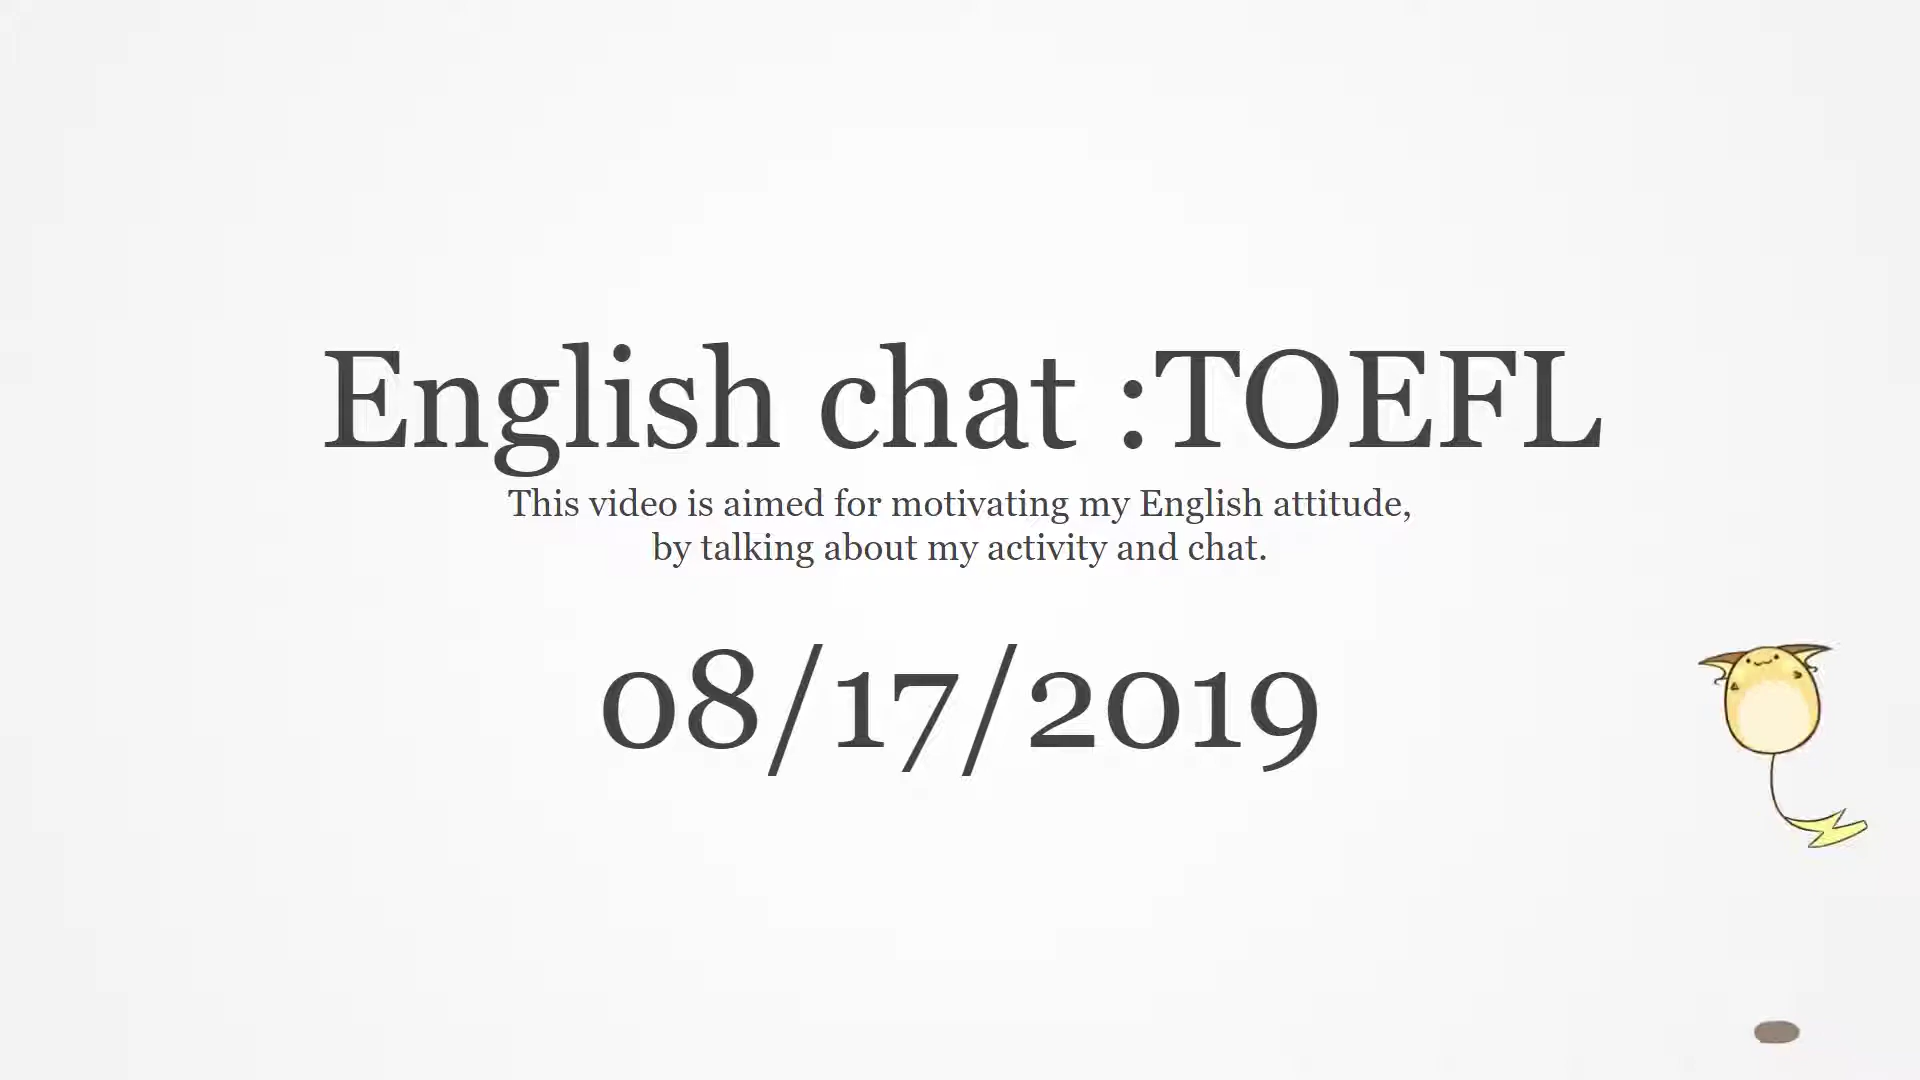 English chat :TOEFL
This video is aimed for motivating my English attitude,
by talking about my activity and chat.
08/17/2019